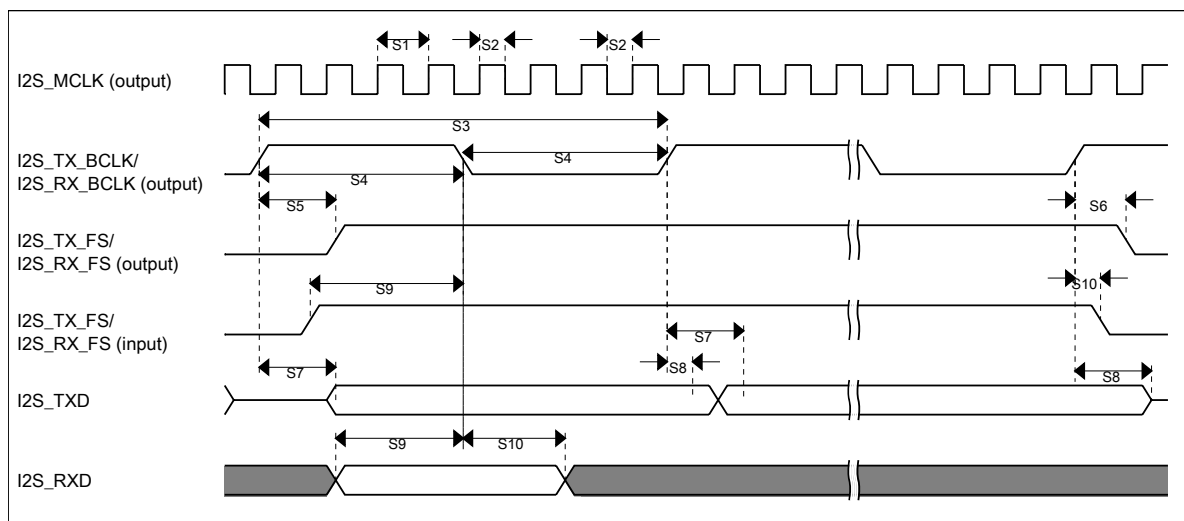 S1
S2
S2
I2S_MCLK (output)
S3
I2S_TX_BCLK/
I2S_RX_BCLK (output)
S4
S4
S5
S6
I2S_TX_FS/
I2S_RX_FS (output)
S9
S10
I2S_TX_FS/
I2S_RX_FS (input)
S7
S7
S8
S8
I2S_TXD
S9
S10
I2S_RXD